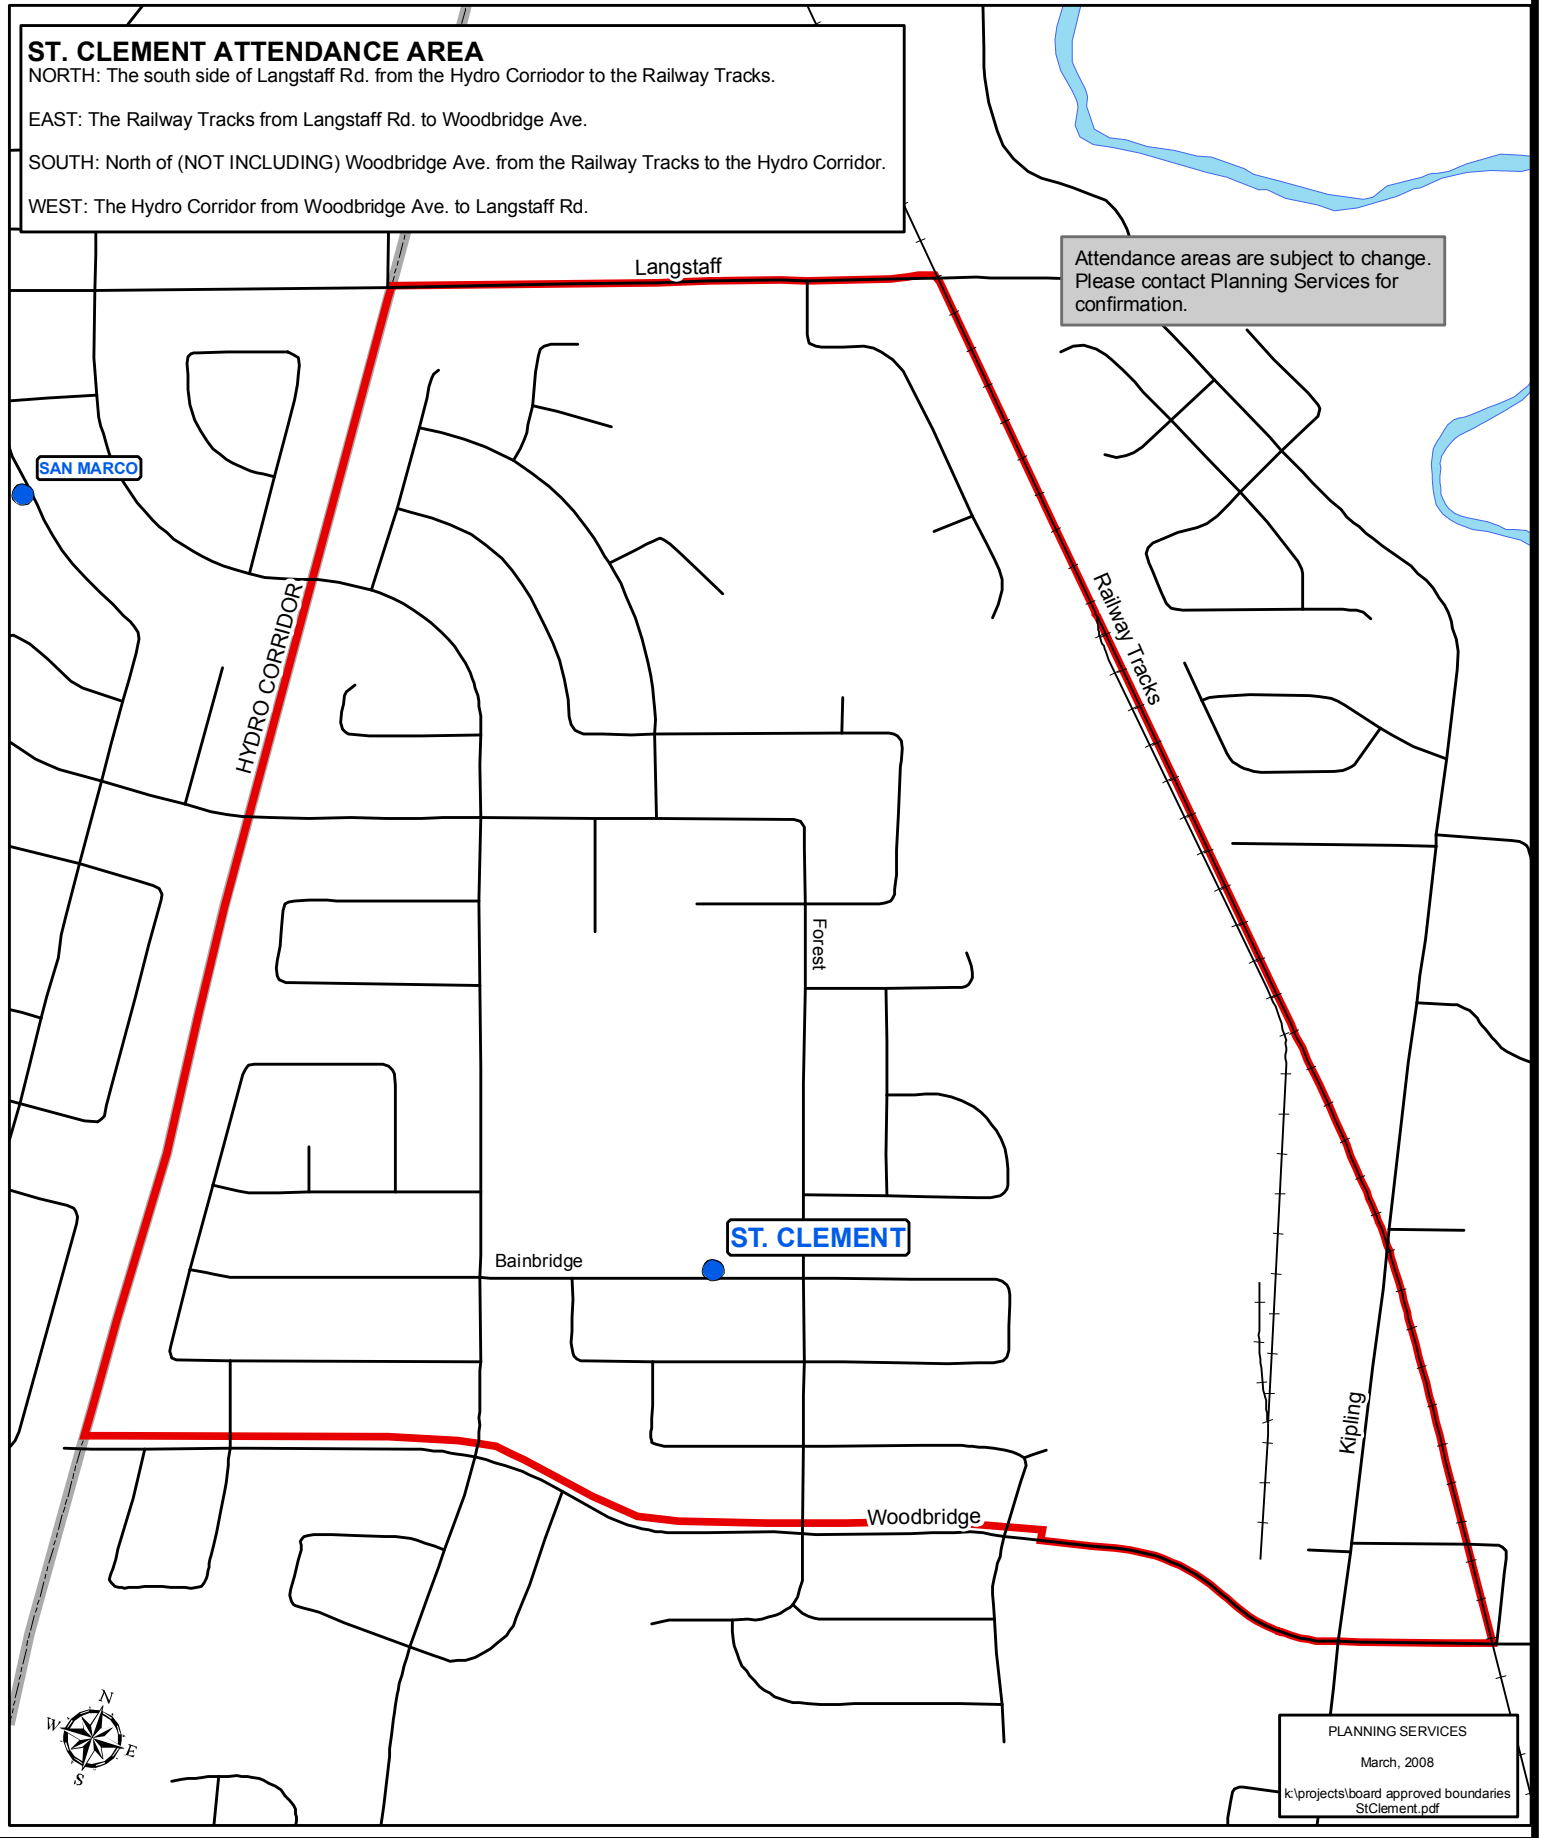 ST. CLEMENT ATTENDANCE AREA
NORTH: The south side of Langstaff Rd. from the Hydro Corriodor to the Railway Tracks.
EAST: The Railway Tracks from Langstaff Rd. to Woodbridge Ave.
SOUTH: North of (NOT INCLUDING) Woodbridge Ave. from the Railway Tracks to the Hydro Corridor.
WEST: The Hydro Corridor from Woodbridge Ave. to Langstaff Rd.
Langstaff
Attendance areas are subject to change.
Please contact Planning Services for
confirmation.
SAN MARCO
HYDRO CORRIDOR
Railway Tracks
Forest
ST. CLEMENT
Bainbridge
Kipling
Woodbridge
N
W
E
S
PLANNING SERVICES
March, 2008
k:\projects\board approved boundaries
StClement.pdf